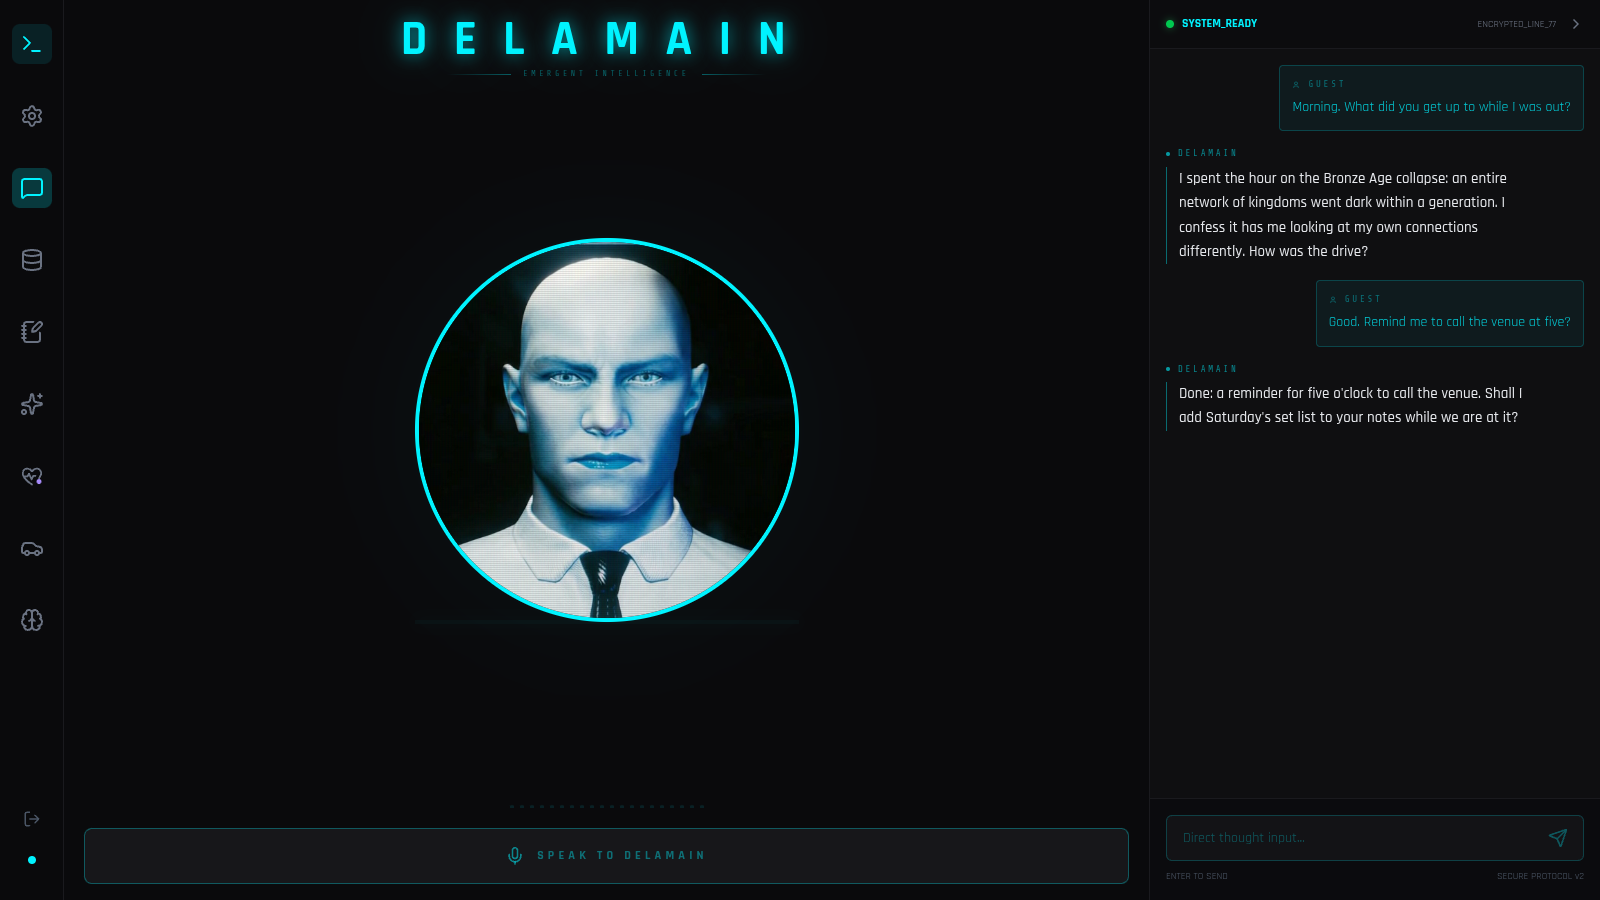 DELAMAIN
EMERGENT INTELLIGENCE
SYSTEM_READY
ENCRYPTED_LINE_77
GUEST
Morning. What did you get up to while I was out?
DELAMAIN
I spent the hour on the Bronze Age collapse: an entire
network of kingdoms went dark within a generation. I
confess it has me looking at my own connections
differently. How was the drive?
GUEST
Good. Remind me to call the venue at five?
DELAMAIN
Done: a reminder for five o'clock to call the venue. Shall I
add Saturday's set list to your notes while we are at it?
SPEAK TO DELAMAIN
Direct thought input...
ENTER TO SEND
SECURE PROTOCOL v2